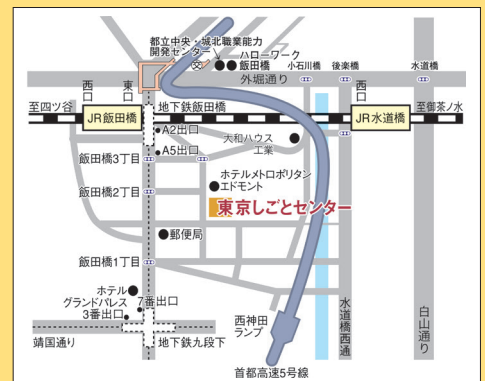 都立中央・城北職業能力
開発センター
ハローワーク
飯田橋
小石川橋
後楽橋
水道橋
外堀通り
西口
東口
西口
至四ツ谷
JR飯田橋
地下鉄飯田橋
JR水道橋
至御茶ノ水
A2出口
大和ハウス
工業
飯田橋3丁目
A5出口
ホテルメトロポリタン
エドモント
飯田橋2丁目
東京しごとセンター
郵便局
飯田橋1丁目
ホテル
グランドパレス
7番出口
3番出口
西神田
ランプ
水道橋西通
白山通り
靖国通り
地下鉄九段下
首都高速5号線